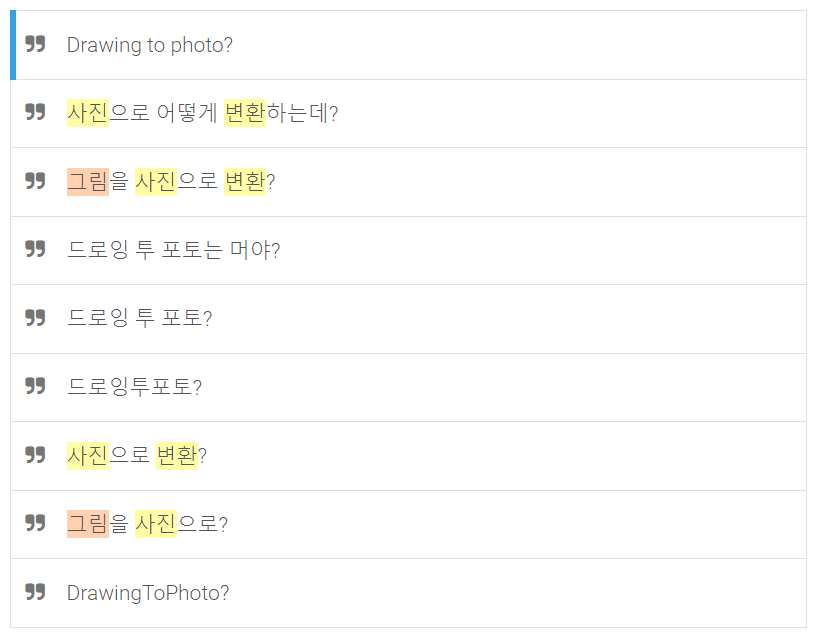 Drawing to photo?
사진으로 어떻게 변환하는데?
그림을 사진으로 변환?
드로잉 투 포토는 머야?
드로잉 투 포토?
드로잉투포토?
사진으로 변환?
그림을 사진으로?
DrawingToPhoto?